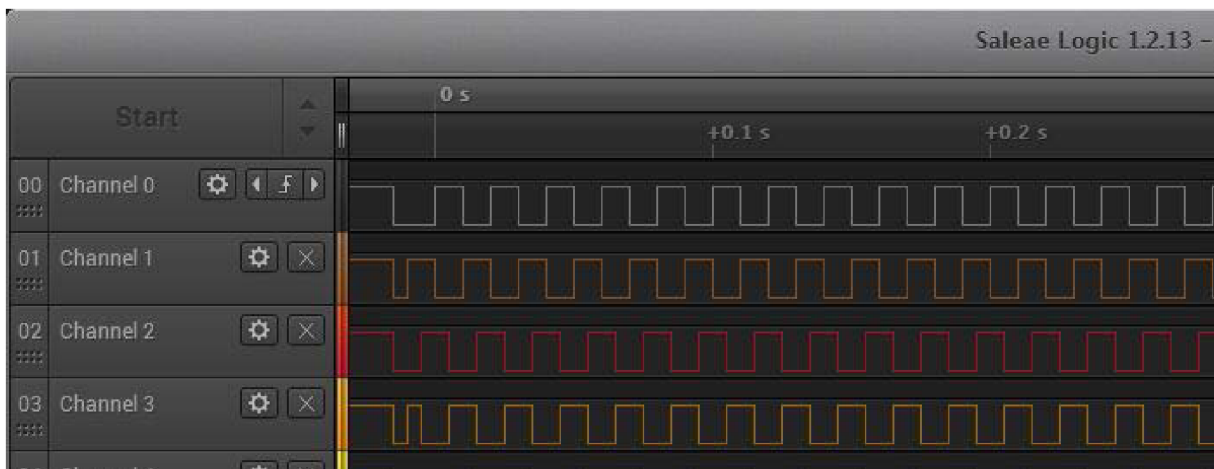 Saleae Logic 1.2.13 –
Start
0 s
+0.1 s
+0.2 s
00 Channel 0
01 Channel 1
02 Channel 2
03 Channel 3